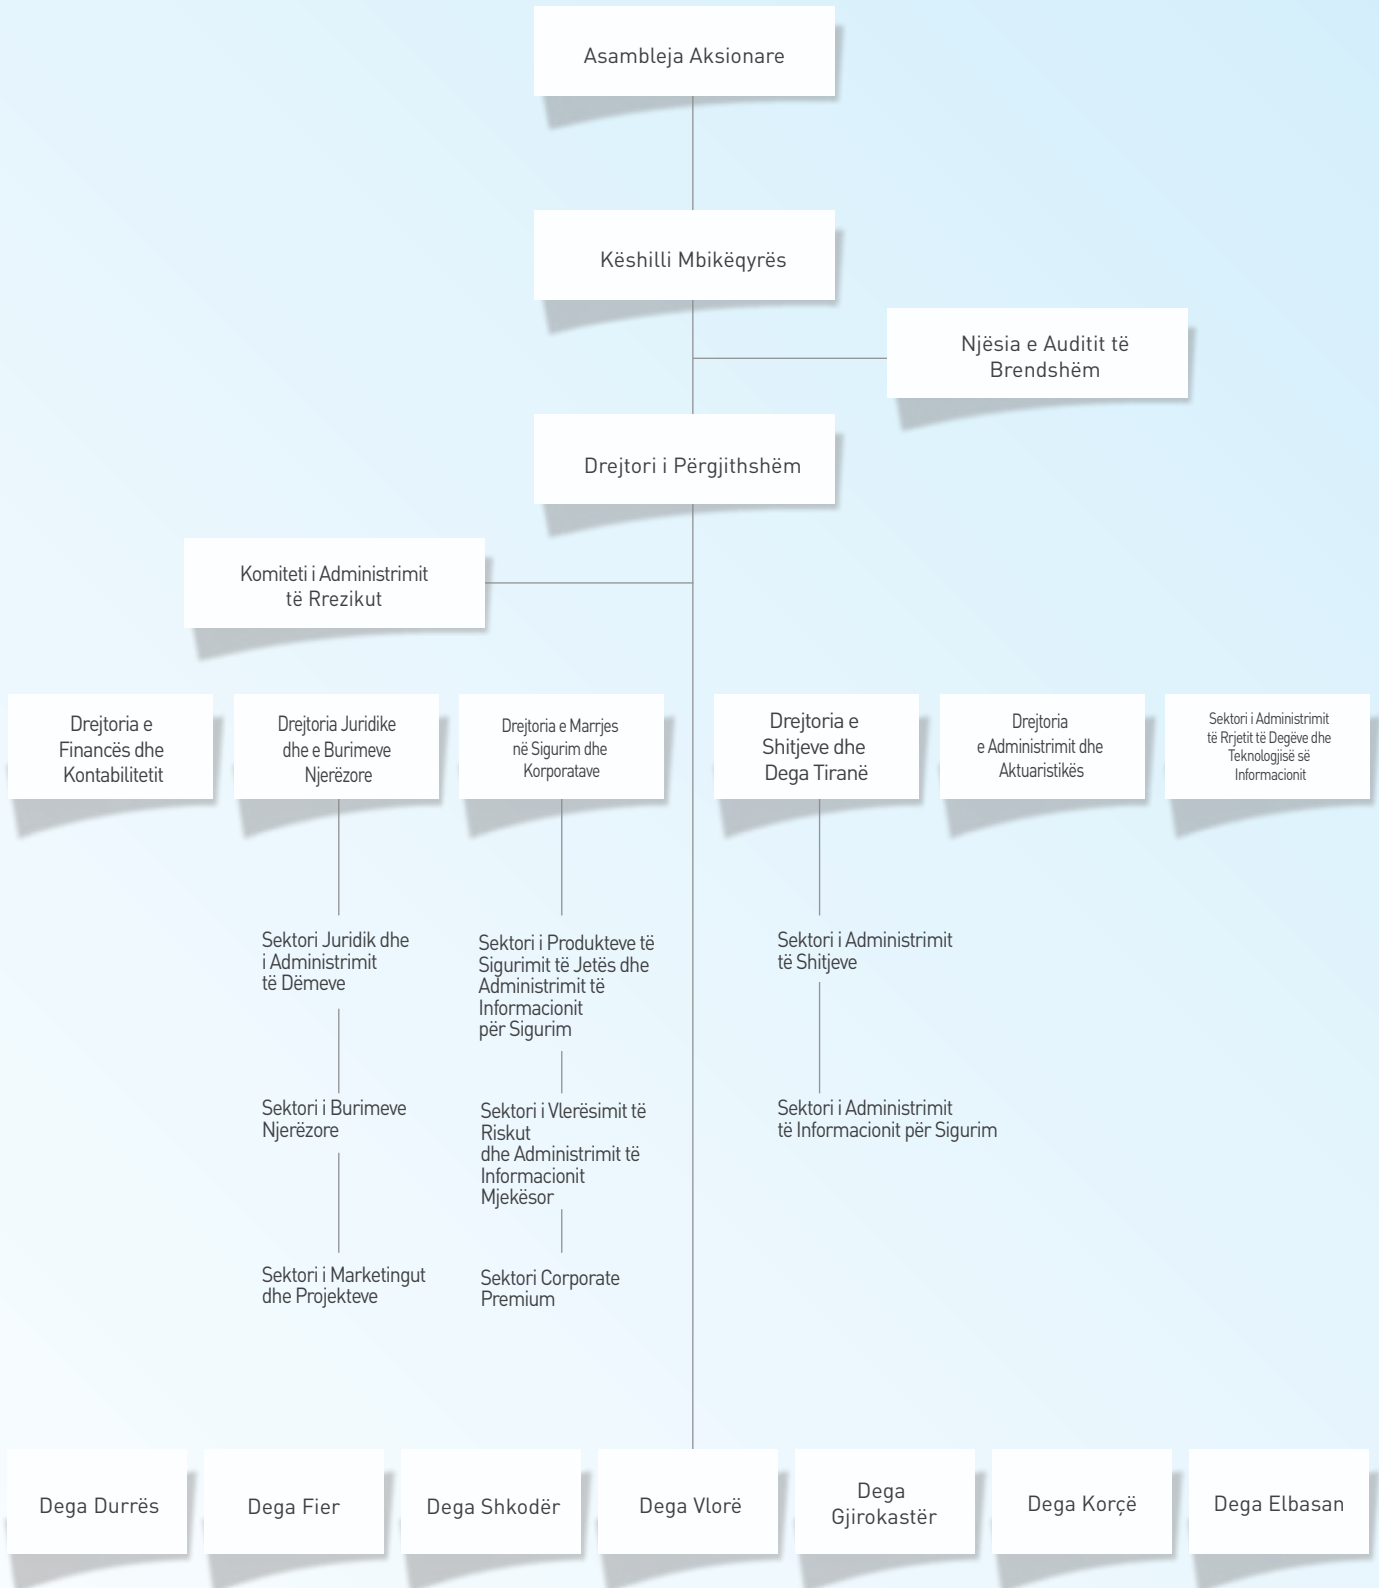 Asambleja Aksionare
Këshilli Mbikëqyrës
Njësia e Auditit të
Brendshëm
Drejtori i Përgjithshëm
Komiteti i Administrimit
të Rrezikut
Drejtoria e
Financës dhe
Kontabilitetit
Drejtoria Juridike
dhe e Burimeve
Njerëzore
Drejtoria e Marrjes
në Sigurim dhe
Korporatave
Drejtoria e
Shitjeve dhe
Dega Tiranë
Drejtoria
e Administrimit dhe
Aktuaristikës
Sektori i Administrimit
të Rrjetit të Degëve dhe
Teknologjisë së
Informacionit
Sektori Juridik dhe
i Administrimit
të Dëmeve
Sektori i Burimeve
Njerëzore
Sektori i Marketingut
dhe Projekteve
Sektori i Produkteve të
Sigurimit të Jetës dhe
Administrimit të
Informacionit
për Sigurim
Sektori i Vlerësimit të
Riskut
dhe Administrimit të
Informacionit
Mjekësor
Sektori Corporate
Premium
Sektori i Administrimit
të Shitjeve
Sektori i Administrimit
të Informacionit për Sigurim
Dega Durrës
Dega Fier
Dega Shkodër
Dega Vlorë
Dega
Gjirokastër
Dega Korçë
Dega Elbasan